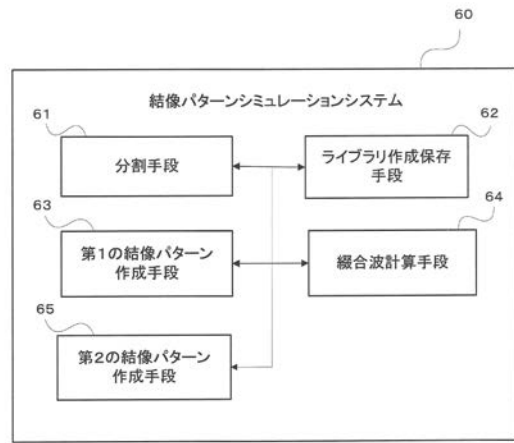 60
結像パターンシミュレーションシステム
61
分割手段
62
ライブラリ作成保存
手段
63
第1の結像パターン
作成手段
64
綴合波計算手段
65
第2の結像パターン
作成手段